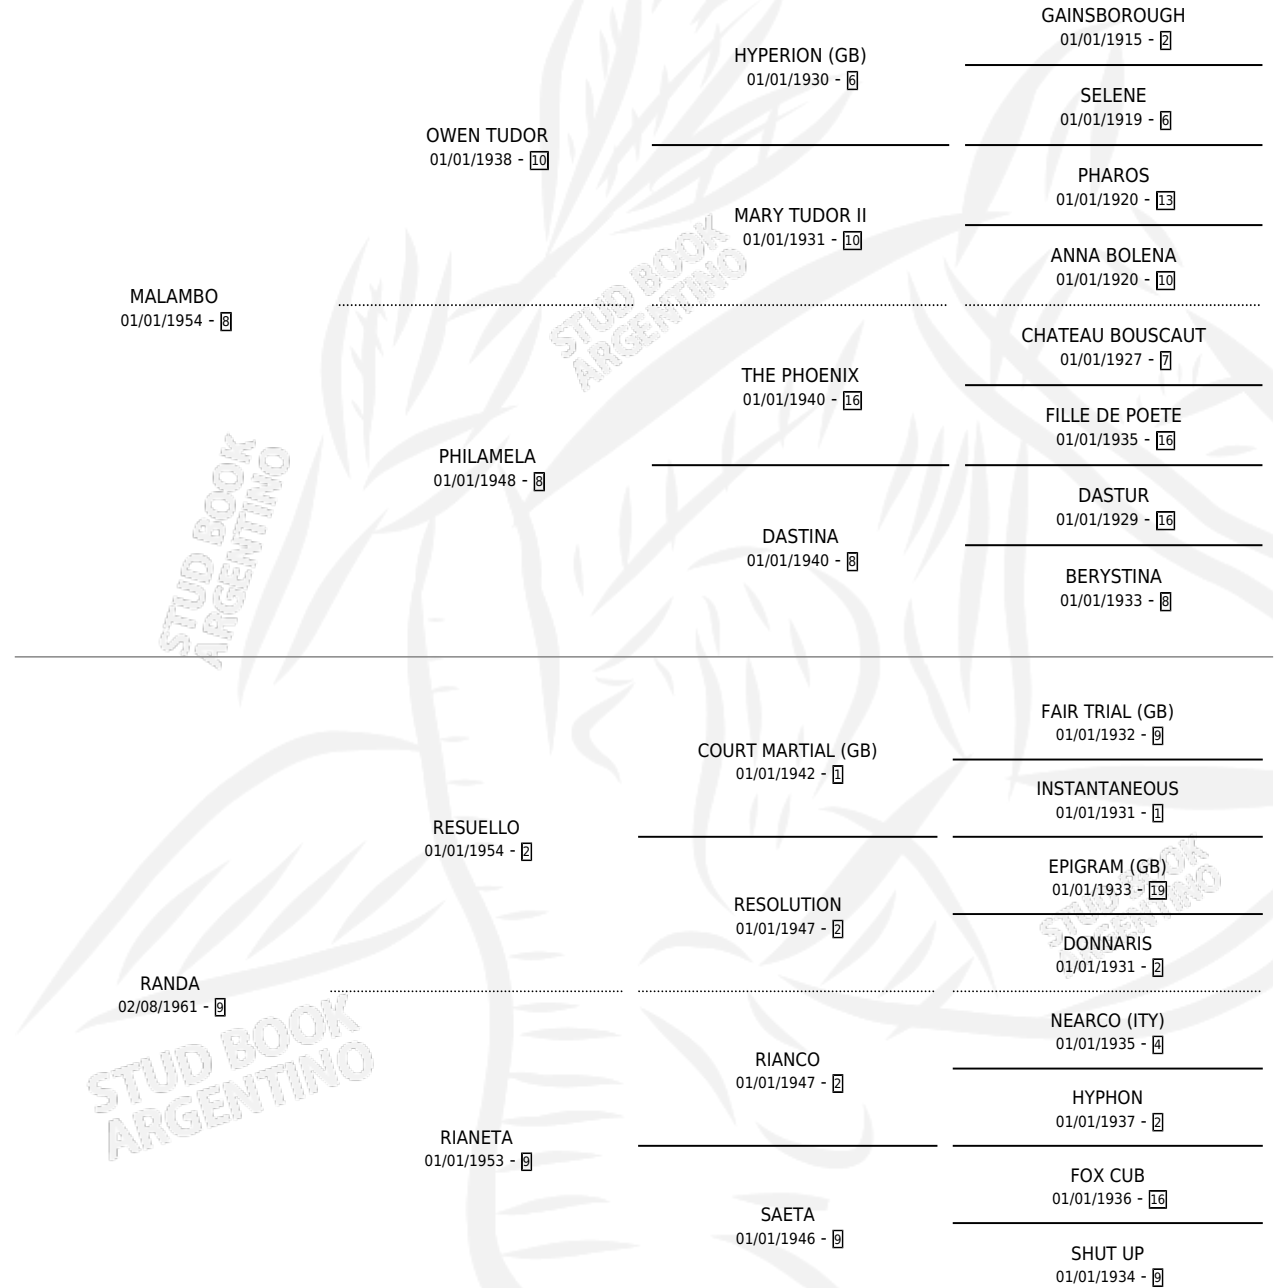 GAINSBOROUGH
01/01/1915 - 2
HYPERION (GB)
01/01/1930 - 6
SELENE
01/01/1919 - 6
OWEN TUDOR
01/01/1938 - 10
PHAROS
01/01/1920 - 13
MARY TUDOR II
01/01/1931 - 10
ANNA BOLENA
01/01/1920 - 10
MALAMBO
01/01/1954 - 8
STUD BOOK
ARGENTINO
CHATEAU BOUSCAUT
01/01/1927 - 7
THE PHOENIX
01/01/1940 - 16
FILLE DE POETE
01/01/1935 - 16
PHILAMELA
01/01/1948 - 8
DASTUR
01/01/1929 - 16
DASTINA
01/01/1940 - 8
BERYSTINA
01/01/1933 - 8
STUD BOOK
ARGENTINO
FAIR TRIAL (GB)
01/01/1932 - 9
COURT MARTIAL (GB)
01/01/1942 - 1
INSTANTANEOUS
01/01/1931 - 1
RESUELLO
01/01/1954 - 2
EPIGRAM (GB)
01/01/1933 - 19
RESOLUTION
01/01/1947 - 2
DONNARIS
01/01/1931 - 2
STUD BOOK
ARGENTINO
RANDA
02/08/1961 - 9
NEARCO (ITY)
01/01/1935 - 4
RIANCO
01/01/1947 - 2
HYPHON
01/01/1937 - 2
STUD BOOK
ARGENTINO
RIANETA
01/01/1953 - 9
FOX CUB
01/01/1936 - 16
SAETA
01/01/1946 - 9
SHUT UP
01/01/1934 - 9